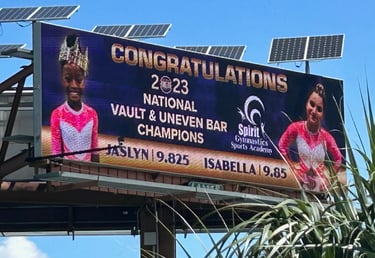 CONGRATULATIONS
2023
NATIONAL
VAULT & UNEVEN BAR
CHAMPIONS
Spirit
Gymnastics
Sports Academy
JASLYN | 9.825 ISABELLA | 9.85